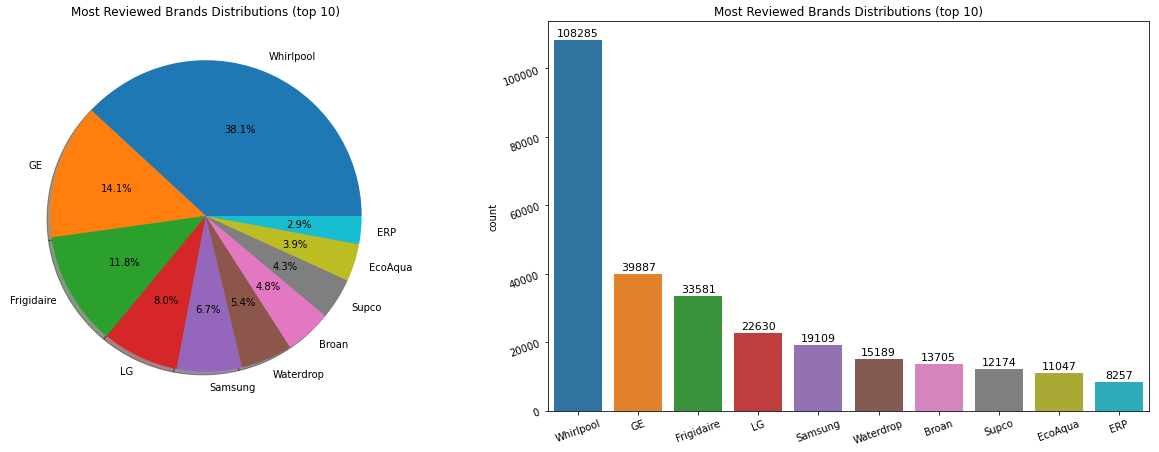 Most Reviewed Brands Distributions (top 10)
Whirlpool
38.1%
GE
14.1%
Frigidaire
11.8%
LG
8.0%
Samsung
6.7%
Waterdrop
5.4%
Broan
4.8%
Supco
4.3%
EcoAqua
3.9%
ERP
2.9%
Most Reviewed Brands Distributions (top 10)
count
100000
80000
60000
40000
20000
0
108285
39887
33581
22630
19109
15189
13705
12174
11047
8257
Whirlpool
GE
Frigidaire
LG
Samsung
Waterdrop
Broan
Supco
EcoAqua
ERP